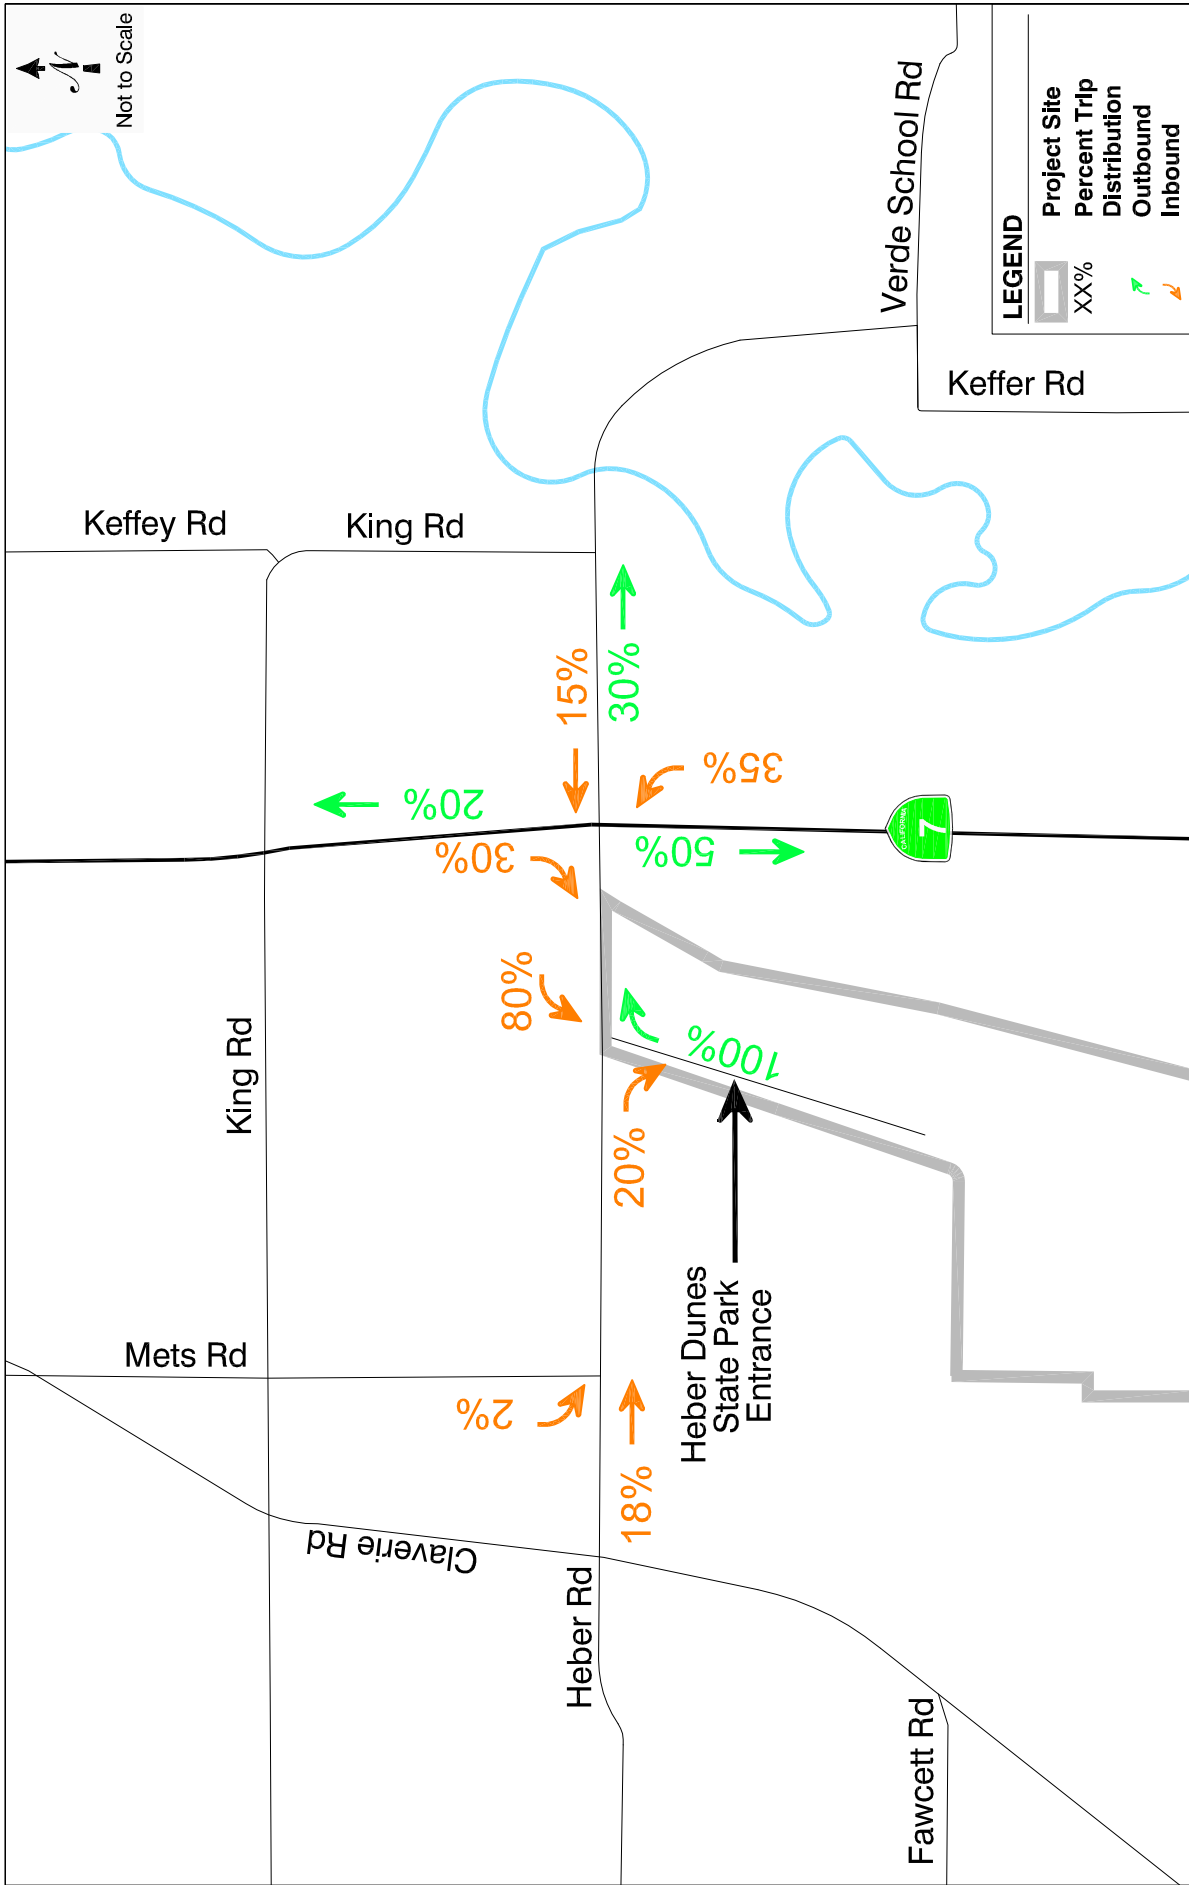 N
Not to Scale
Keffey Rd
King Rd
Verde School Rd
Keffer Rd
LEGEND
Project Site
XX% Percent Trip
Distribution
Outbound
Inbound
15%
30%
20%
35%
30%
50%
CALIFORNIA
7
80%
100%
20%
King Rd
Heber Dunes
State Park
Entrance
Mets Rd
2%
18%
Claverie Rd
Heber Rd
Fawcett Rd